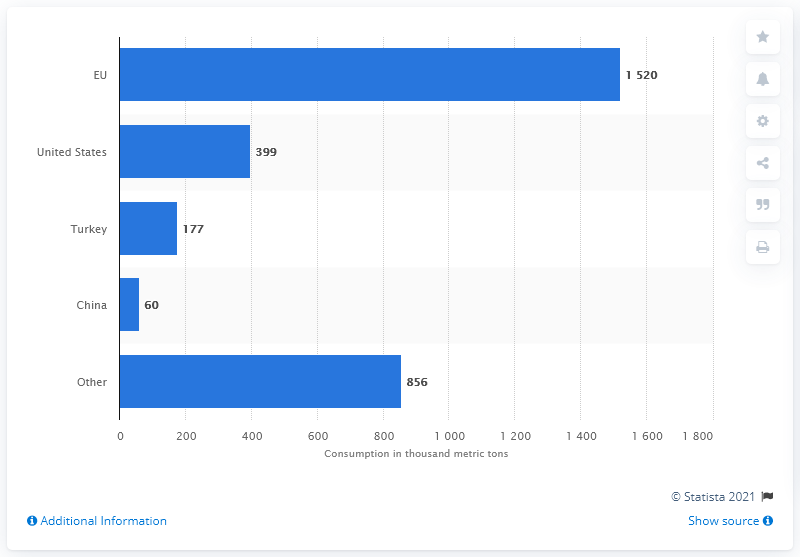 EU
1 520
United States
399
Turkey
177
China
60
Other
856
0 200 400 600 800 1 000 1 200 1 400 1 600 1 800
Consumption in thousand metric tons
© Statista 2021
Additional Information
Show source